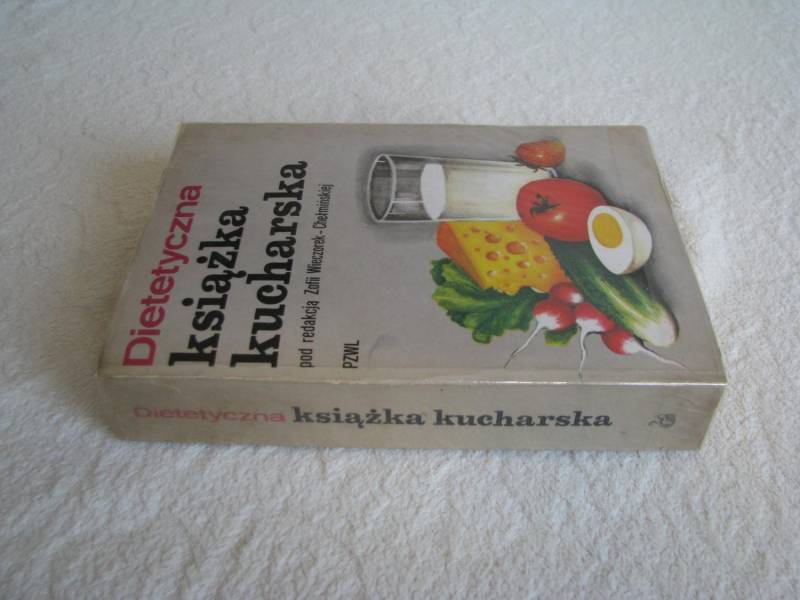 Dietetyczna
książka
kucharska
pod redakcją Zofii Wieczorek-Chełmińskiej
PZWL
Dietetyczna książka kucharska